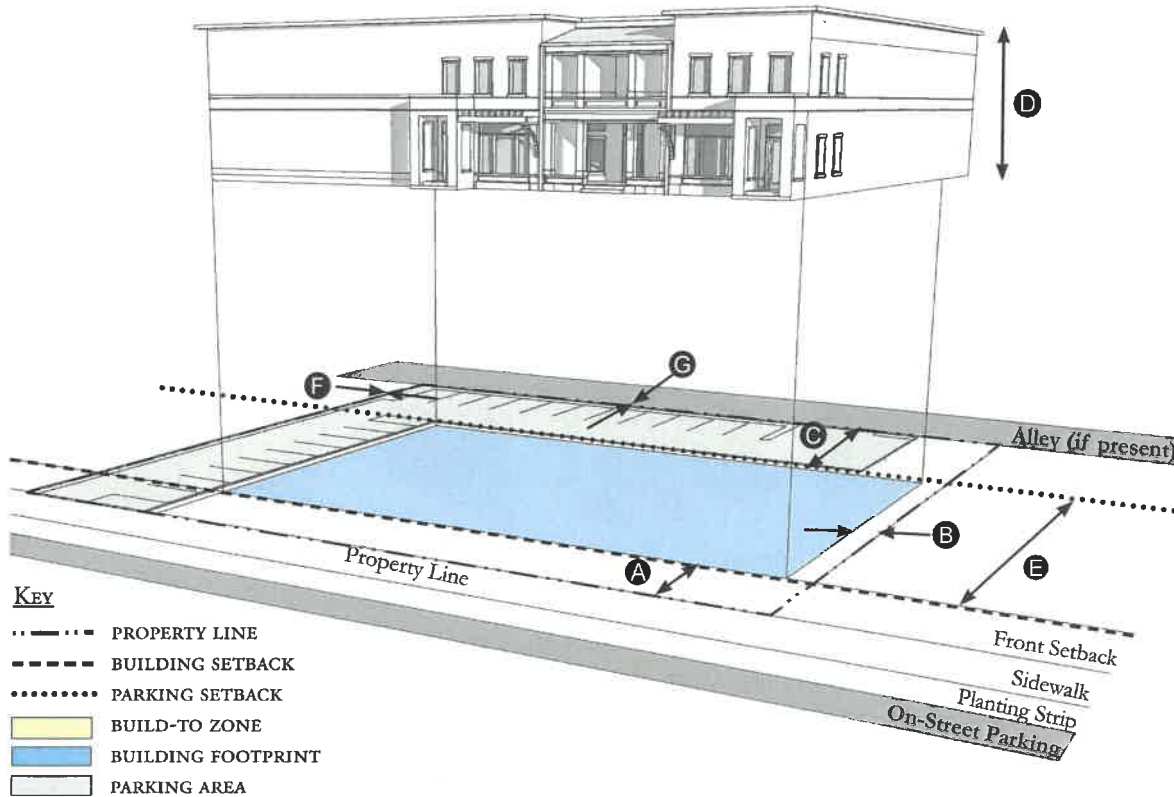 D
G
F
C
Alley (if present)
B
A
E
Property Line
KEY
PROPERTY LINE
BUILDING SETBACK
PARKING SETBACK
BUILD-TO ZONE
BUILDING FOOTPRINT
PARKING AREA
Front Setback
Sidewalk
Planting Strip
On-Street Parking